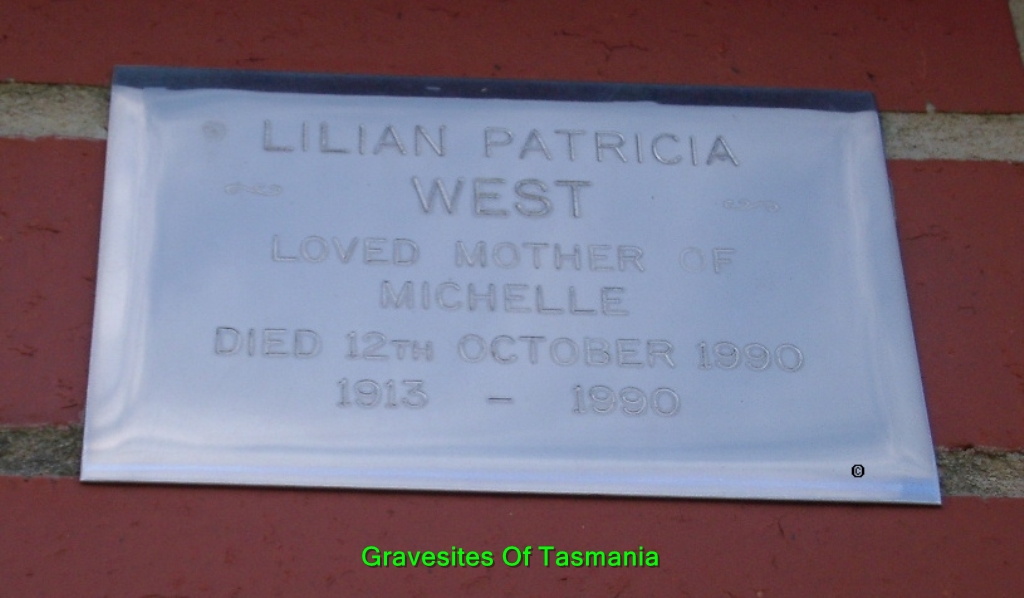 LILIAN PATRICIA
WEST
LOVED MOTHER OF
MICHELLE
DIED 12TH OCTOBER 1990
1913 – 1990
©
Gravesites Of Tasmania